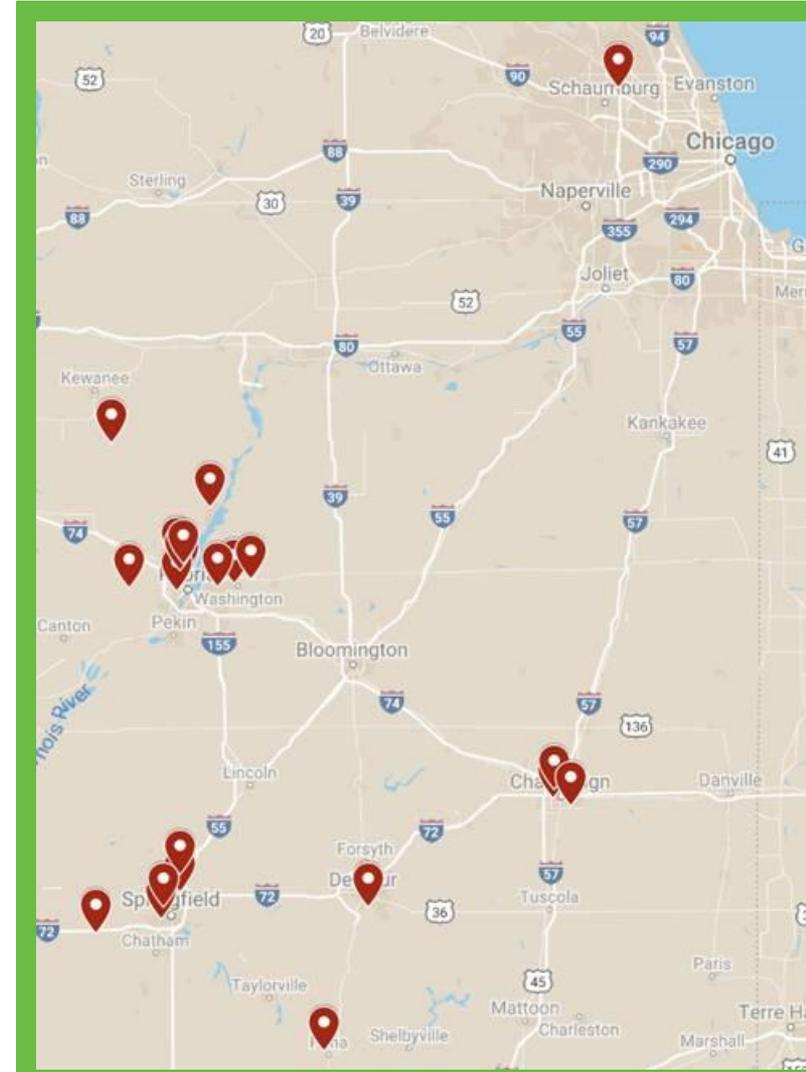 20
Belvidere
94
52
90
Schaumburg
Evanston
Chicago
88
290
Sterling
Naperville
30
39
88
294
355
Joliet
80
52
55
57
80
Ottawa
Kewanee
Kankakee
41
39
55
57
74
Washington
Canton
Pekin
155
Bloomington
74
57
136
Lincoln
Danville
55
72
Forsyth
57
Springfield
72
36
Tuscola
72
Chatham
Taylorville
45
Paris
Mattoon
Charleston
Shelbyville
Marshall
River